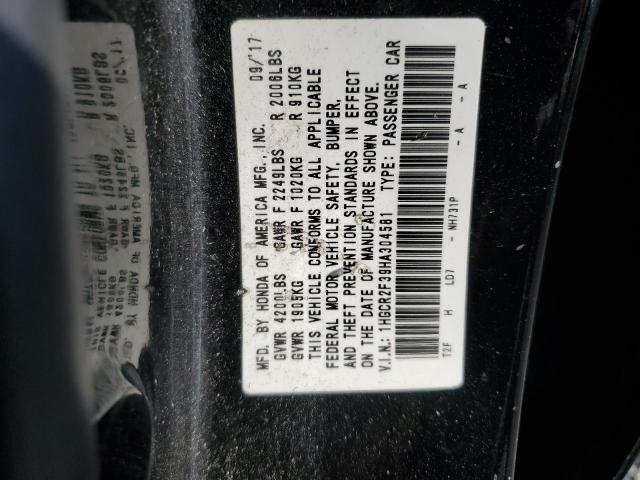 MFD. BY HONDA OF AMERICA MFG., INC. 09/'17
GVWR 4200LBS GAWR F 2249LBS R 2006LBS
GVWR 1905KG GAWR F 1020KG R 910KG
THIS VEHICLE CONFORMS TO ALL APPLICABLE
FEDERAL MOTOR VEHICLE SAFETY, BUMPER,
AND THEFT PREVENTION STANDARDS IN EFFECT
ON THE DATE OF MANUFACTURE SHOWN ABOVE.
V.I.N.: 1HGCR2F39HA304581 TYPE: PASSENGER CAR
T2F H LD7 - NH731P - A - A